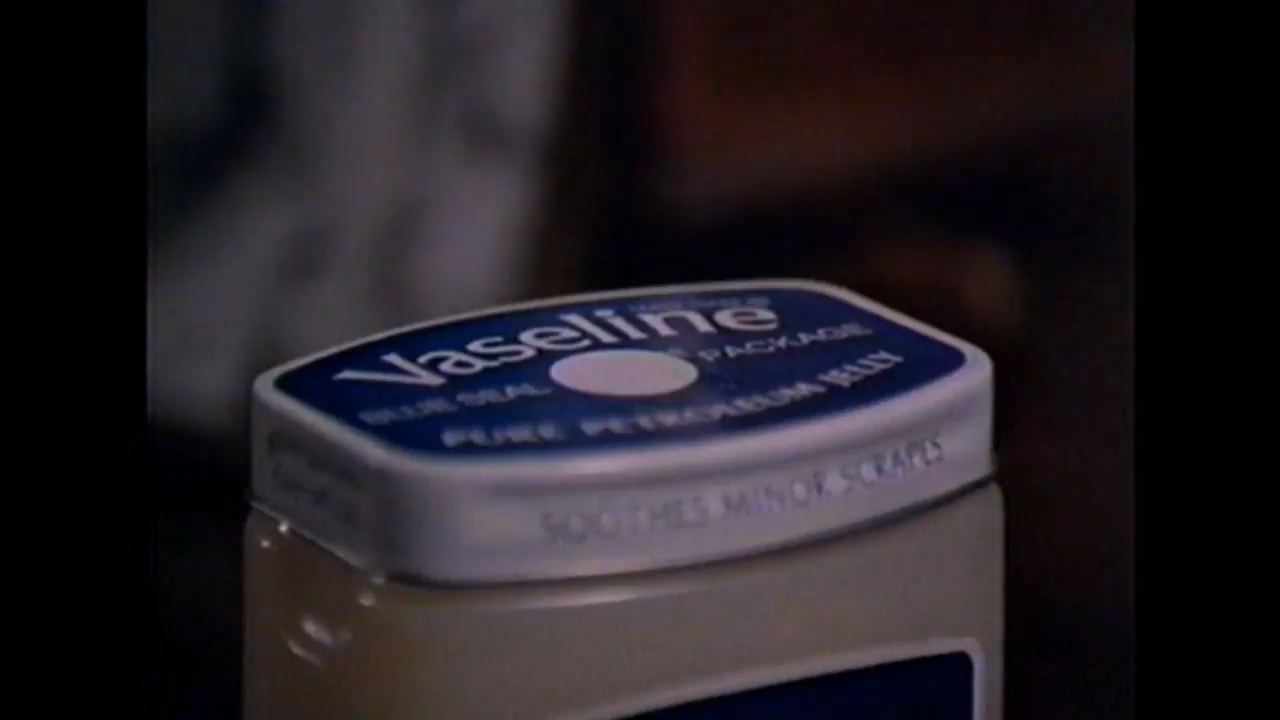 Vaseline
BLUE SEAL PACKAGE
PURE PETROLEUM JELLY
SOOTHES MINOR SCRAPES